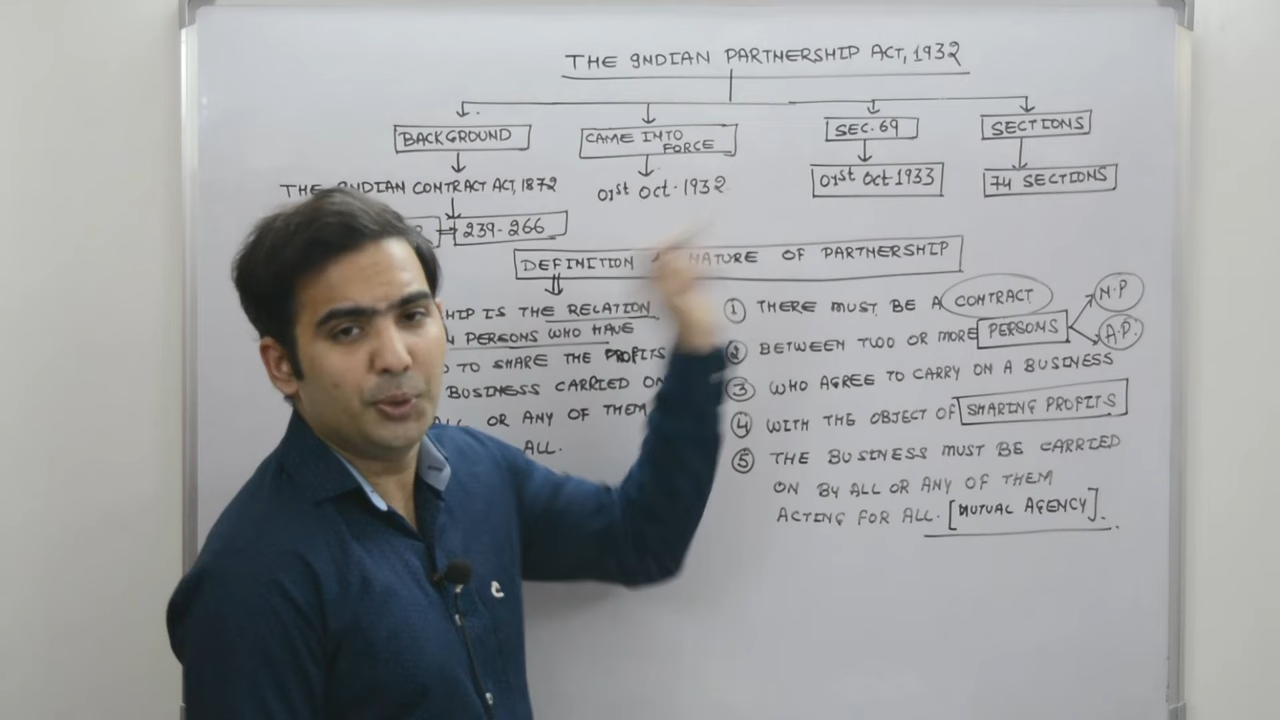 THE INDIAN PARTNERSHIP ACT, 1932
BACKGROUND
CAME INTO
FORCE
SEC. 69
SECTIONS
THE INDIAN CONTRACT ACT, 1872
01st Oct. 1932
01st Oct. 1933
74 SECTIONS
239-266
DEFINITION NATURE OF PARTNERSHIP
HIP IS THE RELATION
PERSONS WHO HAVE
TO SHARE THE PROFITS
BUSINESS CARRIED ON
OR ANY OF THEM
ALL.
① THERE MUST BE A CONTRACT
② BETWEEN TWO OR MORE PERSONS
N.P
A.P.
③ WHO AGREE TO CARRY ON A BUSINESS
④ WITH THE OBJECT OF SHARING PROFITS
⑤ THE BUSINESS MUST BE CARRIED
ON BY ALL OR ANY OF THEM
ACTING FOR ALL. [MUTUAL AGENCY].